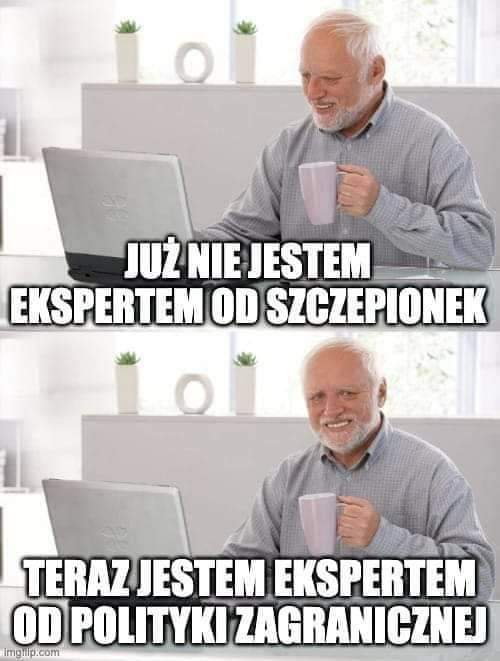 JUŻ NIE JESTEM
EKSPERTEM OD SZCZEPIONEK
TERAZ JESTEM EKSPERTEM
OD POLITYKI ZAGRANICZNEJ
imgflip.com